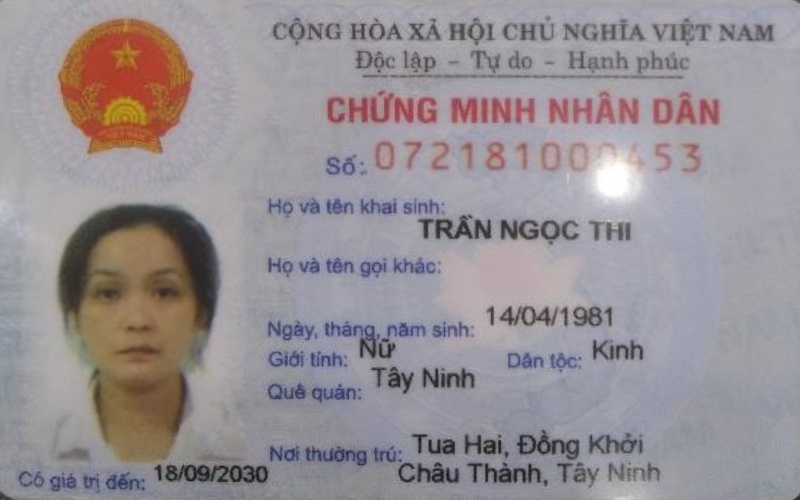 CỘNG HÒA XÃ HỘI CHỦ NGHĨA VIỆT NAM
Độc lập - Tự do - Hạnh phúc
CHỨNG MINH NHÂN DÂN
Số:
Họ và tên khai sinh:
TRẦN NGỌC THI
Họ và tên gọi khác:
Ngày, tháng, năm sinh: 14/04/1981
Giới tính: Nữ Dân tộc: Kinh
Quê quán: Tây Ninh
Nơi thường trú: Tua Hai, Đồng Khởi
Châu Thành, Tây Ninh
Có giá trị đến: 18/09/2030